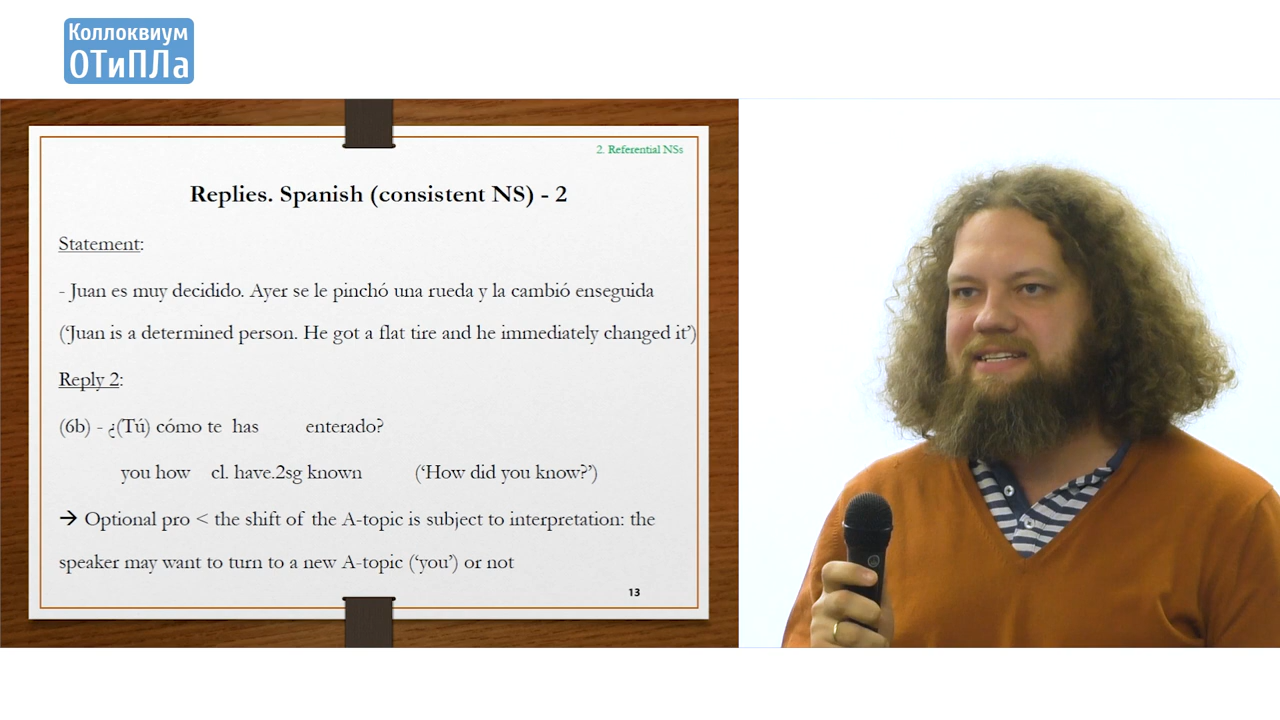 Коллоквиум
ОТиПЛа
2. Referential NSs
Replies. Spanish (consistent NS) - 2
Statement:
- Juan es muy decidido. Ayer se le pinchó una rueda y la cambió enseguida
(‘Juan is a determined person. He got a flat tire and he immediately changed it’)
Reply 2:
(6b) - ¿(Tú) cómo te has enterado?
you how cl. have.2sg known (‘How did you know?’)
→ Optional pro < the shift of the A-topic is subject to interpretation: the
speaker may want to turn to a new A-topic (‘you’) or not
13